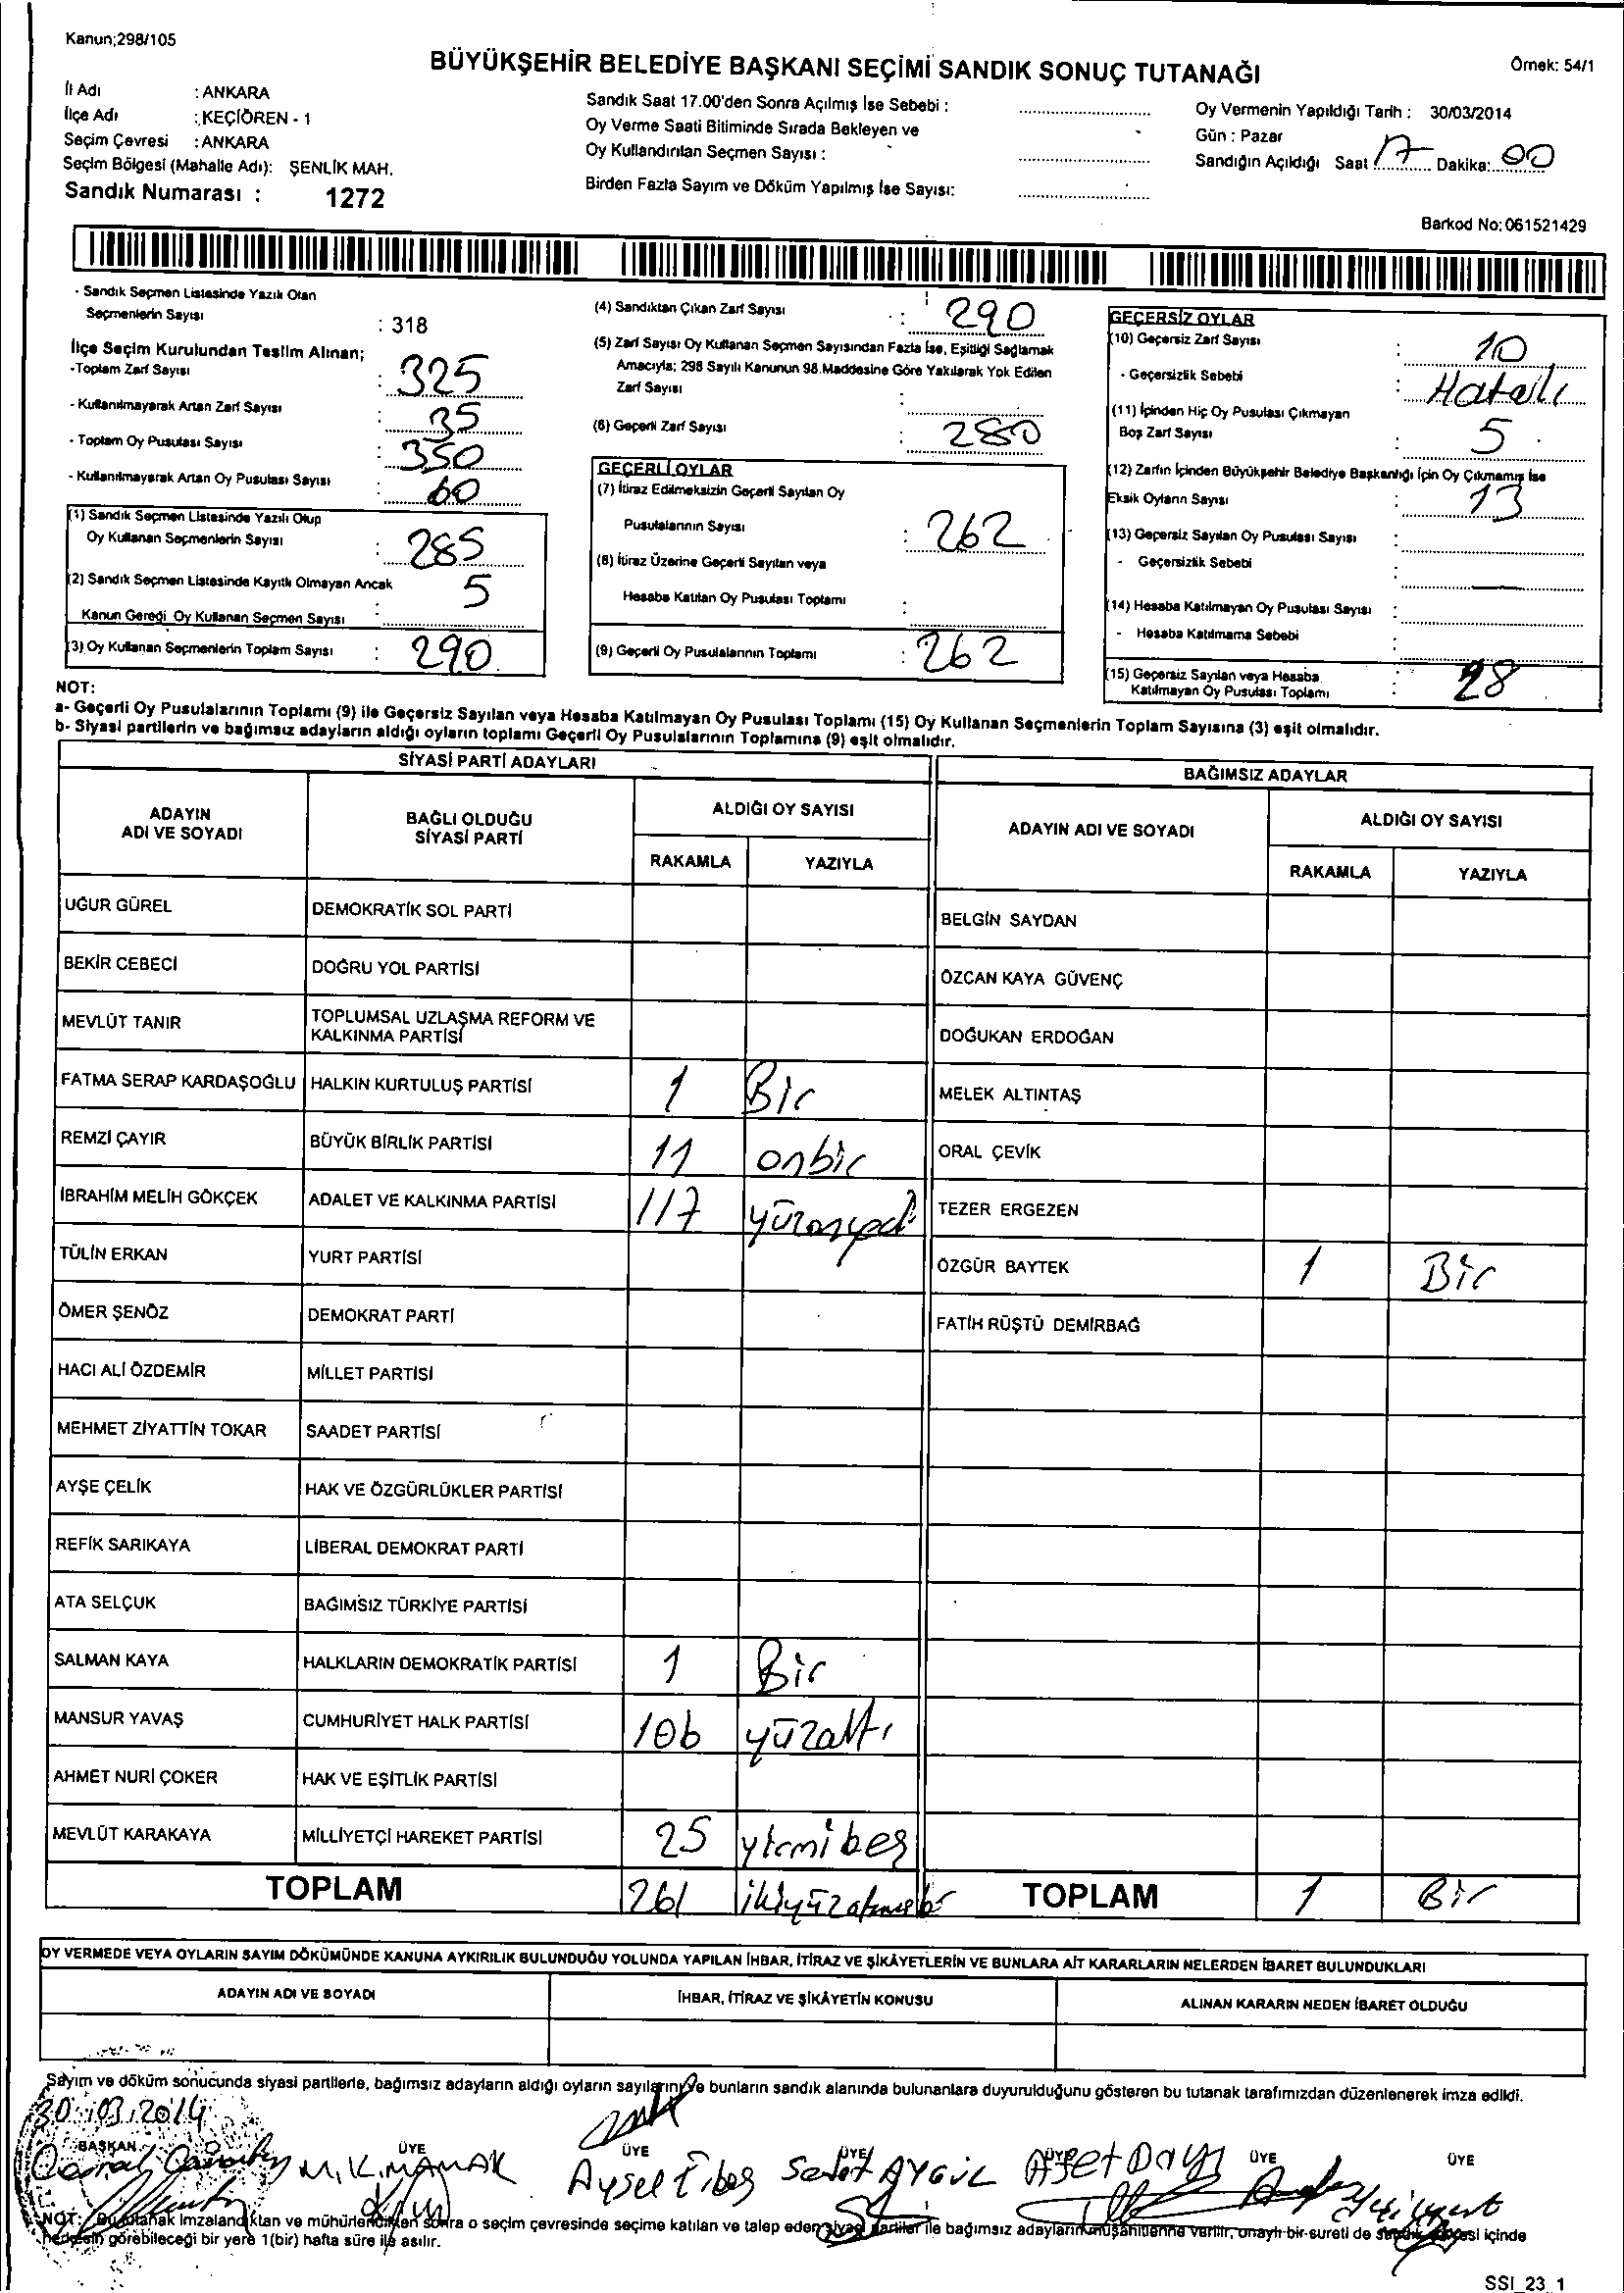 Kanun;298/105
BÜYÜKŞEHİR BELEDİYE BAŞKANI SEÇİMİ SANDIK SONUÇ TUTANAĞI
Örnek: 54/1
İl Adı : ANKARA
İlçe Adı : KEÇİÖREN - 1
Seçim Çevresi : ANKARA
Seçim Bölgesi (Mahalle Adı): ŞENLİK MAH.
Sandık Numarası : 1272
Sandık Saat 17.00'den Sonra Açılmış İse Sebebi :
Oy Verme Saati Bitiminde Sırada Bekleyen ve
Oy Kullandırılan Seçmen Sayısı :
Birden Fazla Sayım ve Döküm Yapılmış İse Sayısı:
Oy Vermenin Yapıldığı Tarih : 30/03/2014
Gün : Pazar
Sandığın Açıldığı Saat 17 Dakika: 00
Barkod No: 061521429
- Sandık Seçmen Listesinde Yazılı Olan
Seçmenlerin Sayısı : 318
İlçe Seçim Kurulundan Teslim Alınan;
-Toplam Zarf Sayısı : 325
- Kullanılmayarak Artan Zarf Sayısı : 35
- Toplam Oy Pusulası Sayısı : 350
- Kullanılmayarak Artan Oy Pusulası Sayısı : 60
(1) Sandık Seçmen Listesinde Yazılı Olup
Oy Kullanan Seçmenlerin Sayısı : 285
(2) Sandık Seçmen Listesinde Kayıtlı Olmayan Ancak
Kanun Gereği Oy Kullanan Seçmen Sayısı : 5
(3) Oy Kullanan Seçmenlerin Toplam Sayısı : 290
(4) Sandıktan Çıkan Zarf Sayısı : 290
(5) Zarf Sayısı Oy Kullanan Seçmen Sayısından Fazla İse, Eşitliği Sağlamak
Amacıyla; 298 Sayılı Kanunun 98.Maddesine Göre Yakılarak Yok Edilen
Zarf Sayısı :
(6) Geçerli Zarf Sayısı : 280
GEÇERLİ OYLAR
(7) İtiraz Edilmeksizin Geçerli Sayılan Oy
Pusulalarının Sayısı : 262
(8) İtiraz Üzerine Geçerli Sayılan veya
Hesaba Katılan Oy Pusulası Toplamı :
(9) Geçerli Oy Pusulalarının Toplamı : 262
GEÇERSİZ OYLAR
(10) Geçersiz Zarf Sayısı : 10
- Geçersizlik Sebebi : Hatalı
(11) İçinden Hiç Oy Pusulası Çıkmayan
Boş Zarf Sayısı : 5
(12) Zarfın İçinden Büyükşehir Belediye Başkanlığı İçin Oy Çıkmamış İse
Eksik Oyların Sayısı : 13
(13) Geçersiz Sayılan Oy Pusulası Sayısı :
- Geçersizlik Sebebi :
(14) Hesaba Katılmayan Oy Pusulası Sayısı :
- Hesaba Katılmama Sebebi :
(15) Geçersiz Sayılan veya Hesaba
Katılmayan Oy Pusulası Toplamı : 28
NOT:
a- Geçerli Oy Pusulalarının Toplamı (9) ile Geçersiz Sayılan veya Hesaba Katılmayan Oy Pusulası Toplamı (15) Oy Kullanan Seçmenlerin Toplam Sayısına (3) eşit olmalıdır.
b- Siyasi partilerin ve bağımsız adayların aldığı oyların toplamı Geçerli Oy Pusulalarının Toplamına (9) eşit olmalıdır.
SİYASİ PARTİ ADAYLARI
ADAYIN ADI VE SOYADI
BAĞLI OLDUĞU SİYASİ PARTİ
ALDIĞI OY SAYISI
RAKAMLA YAZIYLA
UĞUR GÜREL DEMOKRATİK SOL PARTİ
BEKİR CEBECİ DOĞRU YOL PARTİSİ
MEVLÜT TANIR TOPLUMSAL UZLAŞMA REFORM VE KALKINMA PARTİSİ
FATMA SERAP KARDAŞOĞLU HALKIN KURTULUŞ PARTİSİ 1 Bir
REMZİ ÇAYIR BÜYÜK BİRLİK PARTİSİ 11 onbir
İBRAHİM MELİH GÖKÇEK ADALET VE KALKINMA PARTİSİ 117 yüzonyedi
TÜLİN ERKAN YURT PARTİSİ
ÖMER ŞENÖZ DEMOKRAT PARTİ
HACI ALİ ÖZDEMİR MİLLET PARTİSİ
MEHMET ZİYATTİN TOKAR SAADET PARTİSİ
AYŞE ÇELİK HAK VE ÖZGÜRLÜKLER PARTİSİ
REFİK SARIKAYA LİBERAL DEMOKRAT PARTİ
ATA SELÇUK BAĞIMSIZ TÜRKİYE PARTİSİ
SALMAN KAYA HALKLARIN DEMOKRATİK PARTİSİ 1 Bir
MANSUR YAVAŞ CUMHURİYET HALK PARTİSİ 106 yüzaltı
AHMET NURİ ÇOKER HAK VE EŞİTLİK PARTİSİ
MEVLÜT KARAKAYA MİLLİYETÇİ HAREKET PARTİSİ 25 yirmibeş
TOPLAM 261 ikiyüzatmışbir
BAĞIMSIZ ADAYLAR
ADAYIN ADI VE SOYADI
ALDIĞI OY SAYISI
RAKAMLA YAZIYLA
BELGİN SAYDAN
ÖZCAN KAYA GÜVENÇ
DOĞUKAN ERDOĞAN
MELEK ALTINTAŞ
ORAL ÇEVİK
TEZER ERGEZEN
ÖZGÜR BAYTEK 1 Bir
FATİH RÜŞTÜ DEMİRBAĞ
TOPLAM 1 Bir
OY VERMEDE VEYA OYLARIN SAYIM DÖKÜMÜNDE KANUNA AYKIRILIK BULUNDUĞU YOLUNDA YAPILAN İHBAR, İTİRAZ VE ŞİKÂYETLERİN VE BUNLARA AİT KARARLARIN NELERDEN İBARET BULUNDUKLARI
ADAYIN ADI VE SOYADI
İHBAR, İTİRAZ VE ŞİKÂYETİN KONUSU
ALINAN KARARIN NEDEN İBARET OLDUĞU
Sayım ve döküm sonucunda siyasi partilerle, bağımsız adayların aldığı oyların sayılarını ve bunların sandık alanında bulunanlara duyurulduğunu gösteren bu tutanak tarafımızdan düzenlenerek imza edildi.
30.03.2014
BAŞKAN ÜYE ÜYE ÜYE ÜYE ÜYE ÜYE
M.K.MAMAK Aysel Sedat AYGÜL
NOT: Bu tutanak imzalandıktan ve mühürlendikten sonra o seçim çevresinde seçime katılan ve talep eden siyasi partiler ile bağımsız adayların müşahitlerine verilir, onaylı bir sureti de sandık çevresi içinde
herkesin görebileceği bir yere 1(bir) hafta süre ile asılır.
SSI_23_1